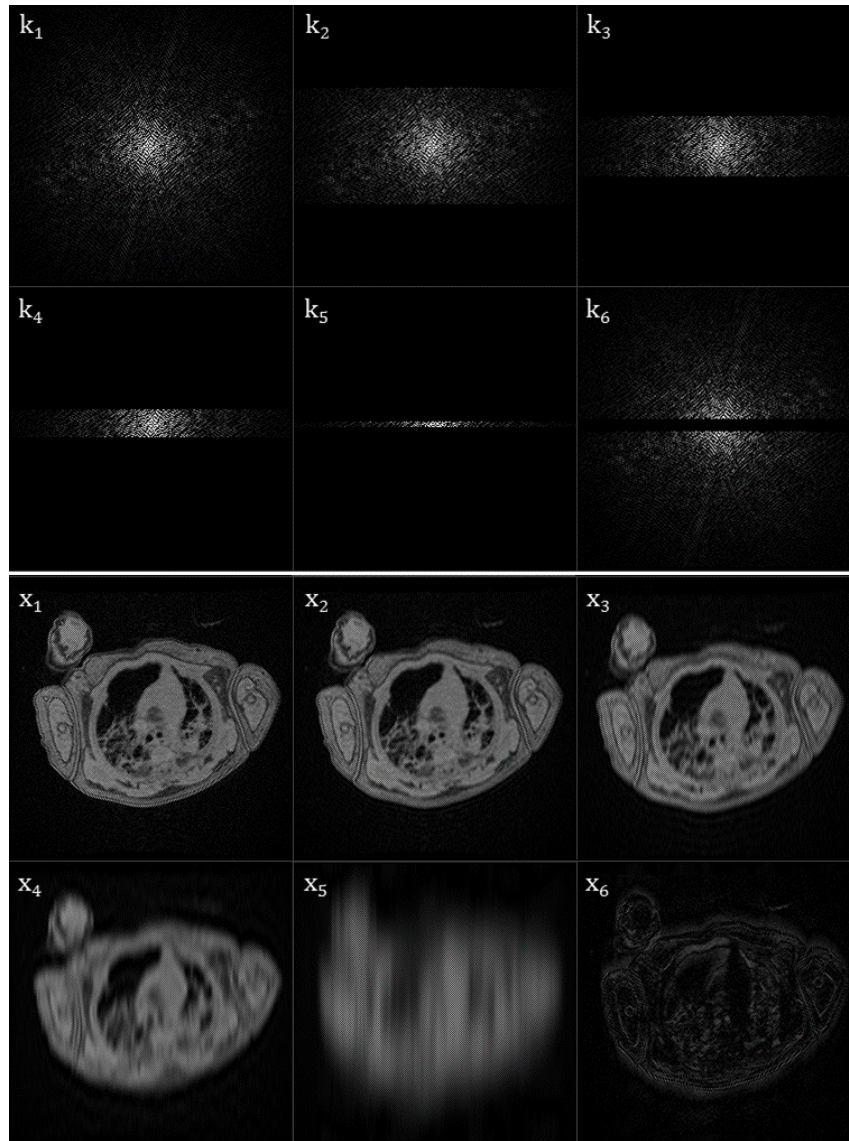 k₁ k₂ k₃
k₄ k₅ k₆
x₁ x₂ x₃
x₄ x₅ x₆